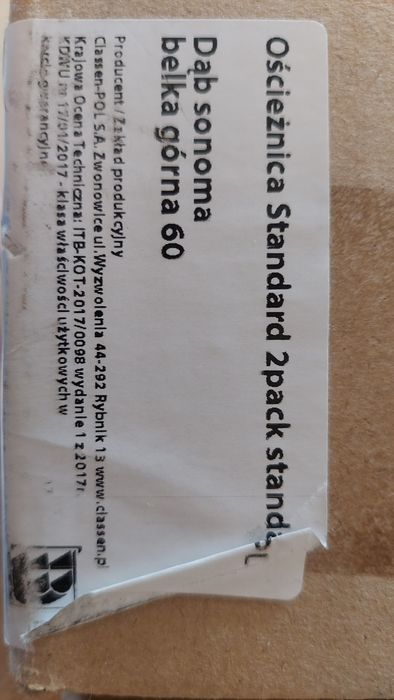 Ościeżnica Standard 2pack stand
Dąb sonoma
belka górna 60
Producent / Zakład produkcyjny
Classen-POL S.A. Zwonowice ul.Wyzwolenia 44-292 Rybnik 13 www.classen.pl
Krajowa Ocena Techniczna: ITB-KOT-2017/0098 wydanie 1 z 2017r.
KDWU nr 17/01/2017 - klasa właściwości użytkowych w